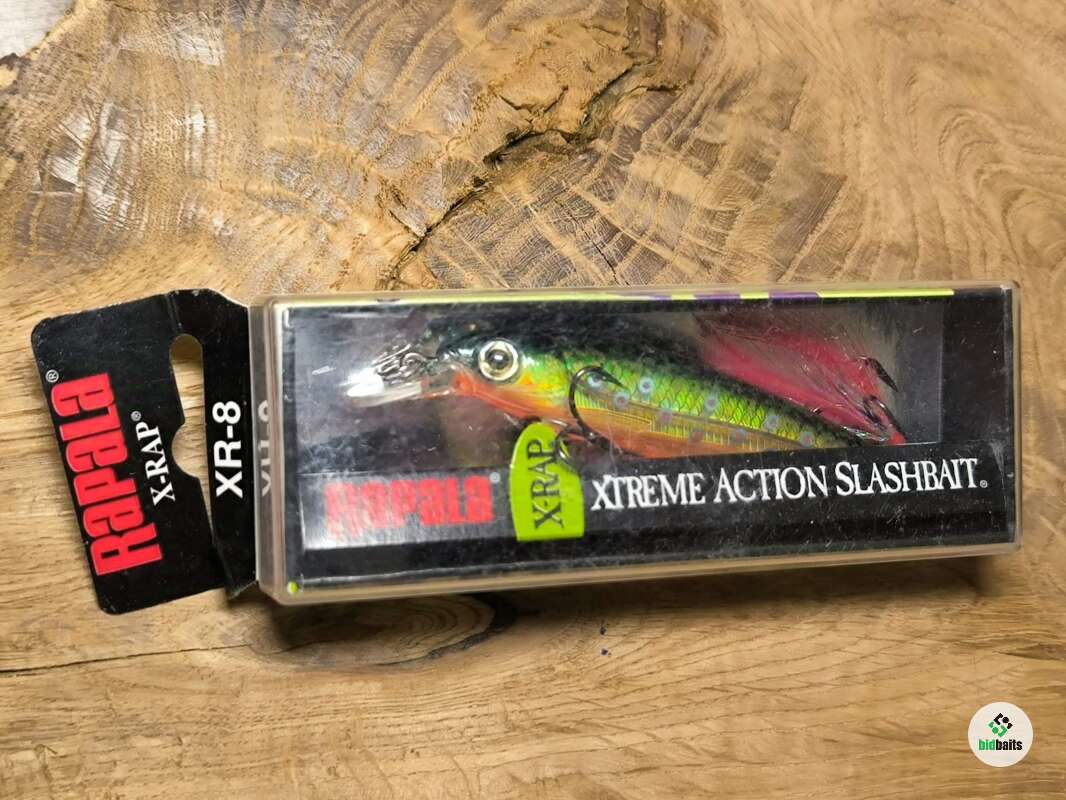 RAPALA®
X-RAP®
XR-8
RAPALA®
X-RAP
XTREME ACTION SLASHBAIT®
bidbaits